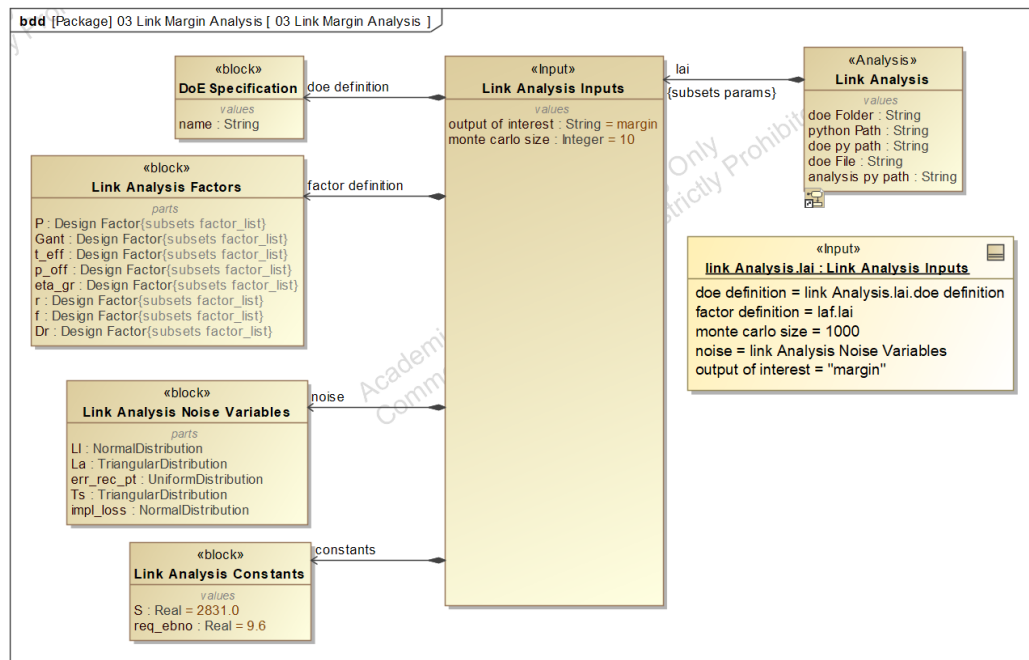 bdd [Package] 03 Link Margin Analysis [ 03 Link Margin Analysis ]
«block»
DoE Specification
values
name : String
doe definition
«block»
Link Analysis Factors
parts
P : Design Factor{subsets factor_list}
Gant : Design Factor{subsets factor_list}
t_eff : Design Factor{subsets factor_list}
p_off : Design Factor{subsets factor_list}
eta_gr : Design Factor{subsets factor_list}
r : Design Factor{subsets factor_list}
f : Design Factor{subsets factor_list}
Dr : Design Factor{subsets factor_list}
factor definition
«block»
Link Analysis Noise Variables
parts
Ll : NormalDistribution
La : TriangularDistribution
err_rec_pt : UniformDistribution
Ts : TriangularDistribution
impl_loss : NormalDistribution
noise
«block»
Link Analysis Constants
values
S : Real = 2831.0
req_ebno : Real = 9.6
constants
«Input»
Link Analysis Inputs
values
output of interest : String = margin
monte carlo size : Integer = 10
lai
{subsets params}
«Analysis»
Link Analysis
values
doe Folder : String
python Path : String
doe py path : String
doe File : String
analysis py path : String
«Input»
link Analysis.lai : Link Analysis Inputs
doe definition = link Analysis.lai.doe definition
factor definition = laf.lai
monte carlo size = 1000
noise = link Analysis Noise Variables
output of interest = "margin"
Only